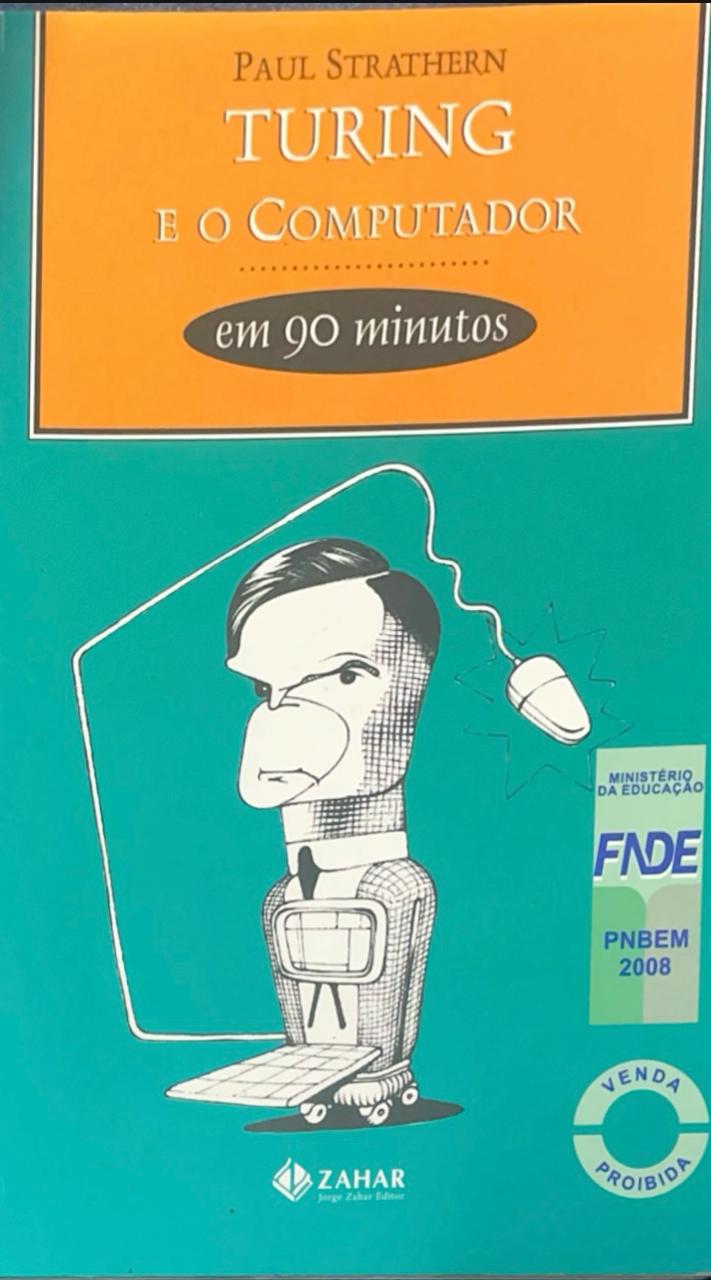 PAUL STRATHERN
TURING
E O COMPUTADOR
em 90 minutos
MINISTÉRIO
DA EDUCAÇÃO
FNDE
PNBEM
2008
VENDA
PROIBIDA
ZAHAR
Jorge Zahar Editor